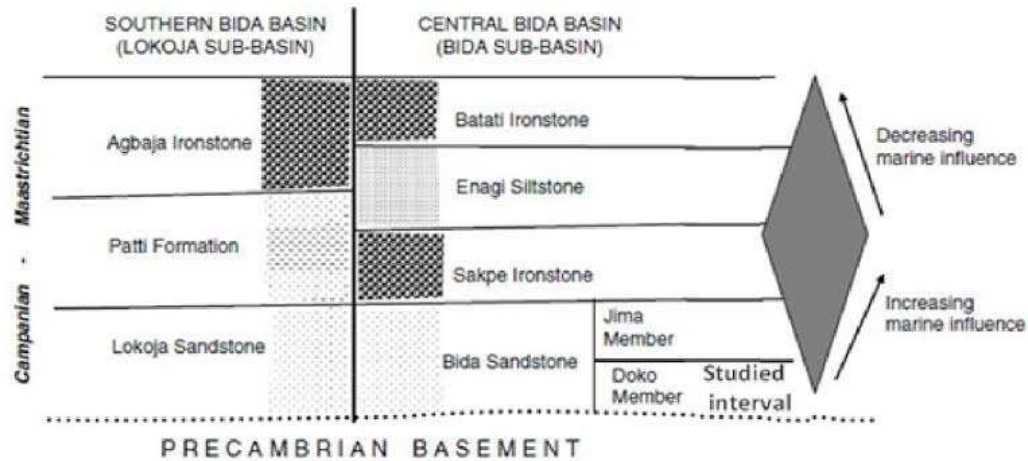 SOUTHERN BIDA BASIN
(LOKOJA SUB-BASIN)
CENTRAL BIDA BASIN
(BIDA SUB-BASIN)
Campanian - Maastrichtian
Agbaja Ironstone
Batati Ironstone
Decreasing
marine influence
Enagi Siltstone
Patti Formation
Sakpe Ironstone
Increasing
marine influence
Lokoja Sandstone
Bida Sandstone
Jima
Member
Doko
Member
Studied
interval
PRECAMBRIAN BASEMENT